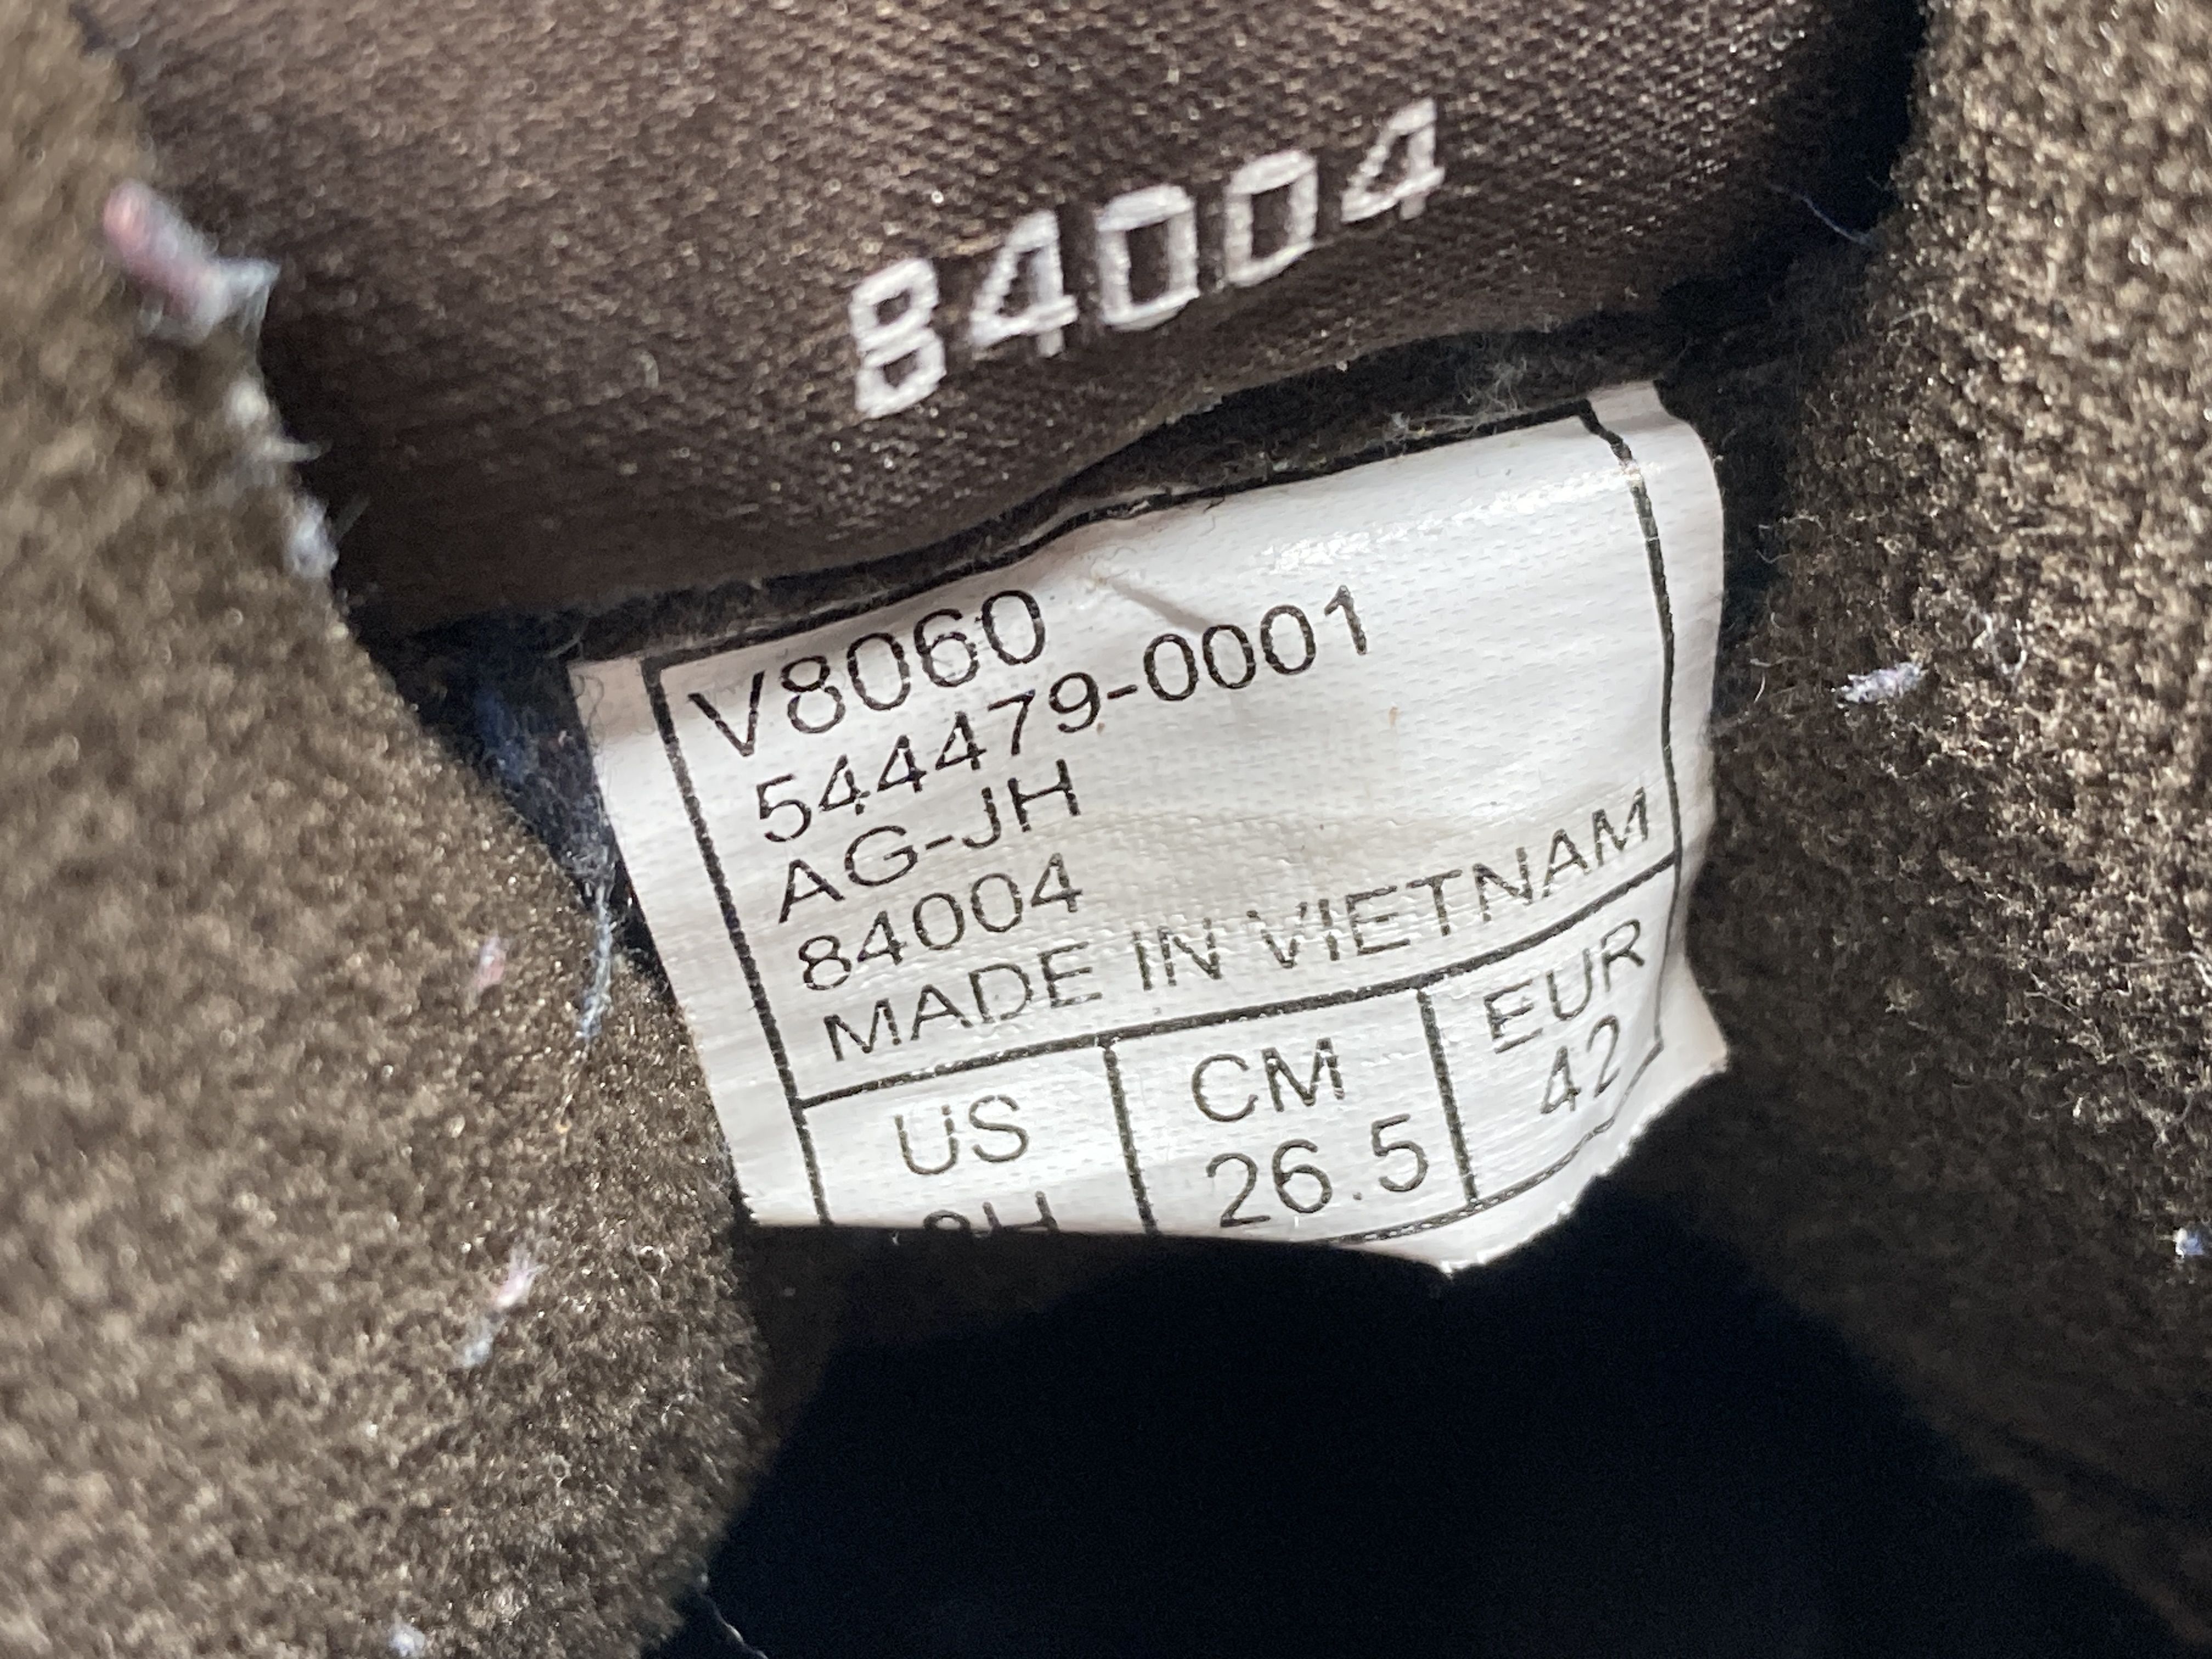 84004
V8060
544479-0001
AG-JH
84004
MADE IN VIETNAM
US CM EUR
26.5 42